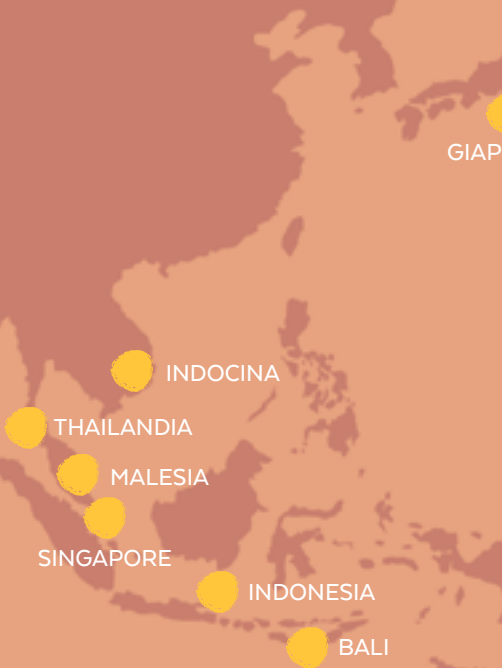 GIAP
INDOCINA
THAILANDIA
MALESIA
SINGAPORE
INDONESIA
BALI